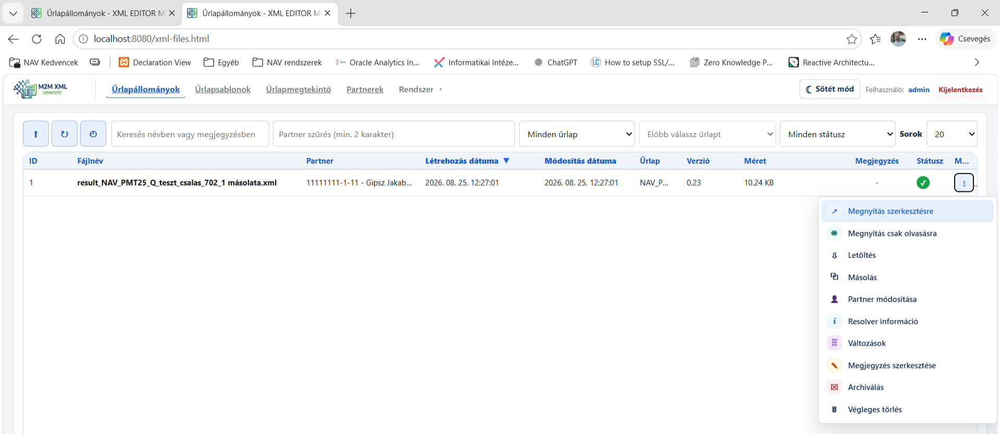 Űrlapállományok - XML EDITOR M
Űrlapállományok - XML EDITOR M
localhost:8080/xml-files.html
Csevegés
NAV Kedvencek
Declaration View
Egyéb
NAV rendszerek
Oracle Analytics In...
Informatikai Intéze...
ChatGPT
LC
How to setup SSL/...
Zero Knowledge P...
Reactive Architectu...
M2M XML
SZERKESZTŐ
Űrlapállományok
Űrlapsablonok
Űrlapmegtekintő
Partnerek
Rendszer
Sötét mód
Felhasználó: admin
Kijelentkezés
Keresés névben vagy megjegyzésben
Partner szűrés (min. 2 karakter)
Minden űrlap
Előbb válassz űrlapt
Minden státusz
Sorok
20
ID Fájlnév Partner Létrehozás dátuma ▼ Módosítás dátuma Űrlap Verzió Méret Megjegyzés Státusz M...
1 result_NAV_PMT25_Q_teszt_csalas_702_1 másolata.xml 11111111-1-11 - Gipsz Jakab... 2026. 08. 25. 12:27:01 2026. 08. 25. 12:27:01 NAV_P... 0.23 10.24 KB -
Megnyitás szerkesztésre
Megnyitás csak olvasásra
Letöltés
Másolás
Partner módosítása
Resolver információ
Változások
Megjegyzés szerkesztése
Archiválás
Végleges törlés